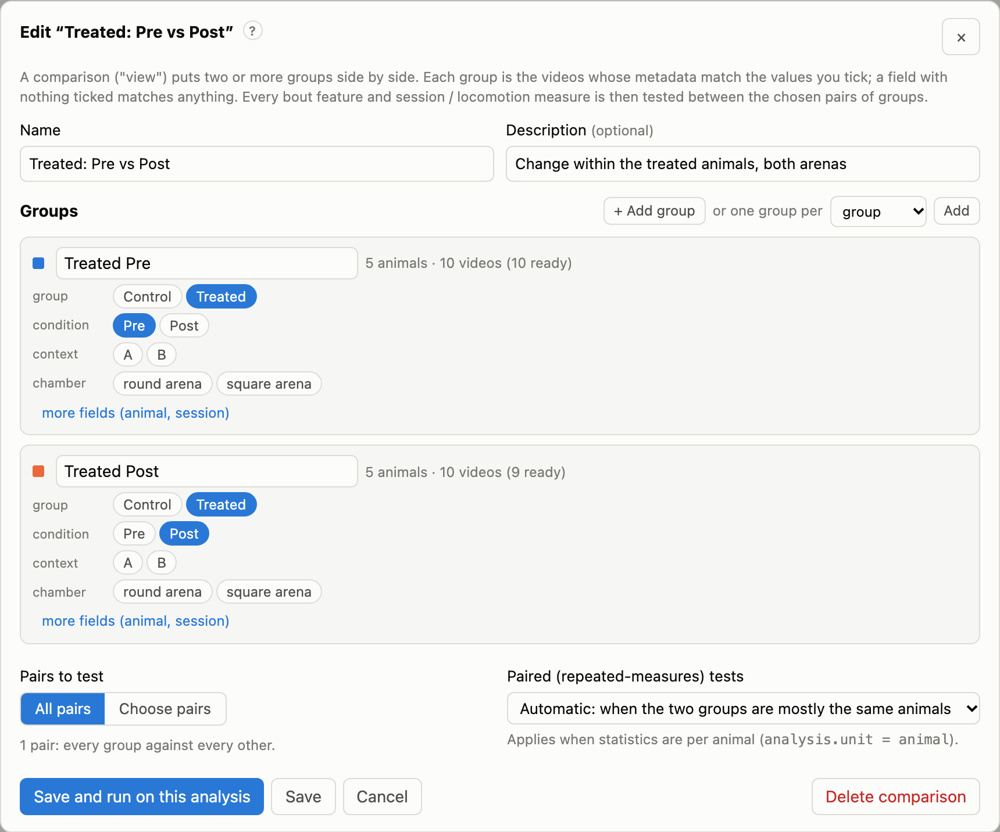 Edit “Treated: Pre vs Post” ?
×
A comparison ("view") puts two or more groups side by side. Each group is the videos whose metadata match the values you tick; a field with
nothing ticked matches anything. Every bout feature and session / locomotion measure is then tested between the chosen pairs of groups.
Name
Description (optional)
Treated: Pre vs Post
Change within the treated animals, both arenas
Groups
+ Add group or one group per group Add
Treated Pre 5 animals · 10 videos (10 ready)
group Control Treated
condition Pre Post
context A B
chamber round arena square arena
more fields (animal, session)
Treated Post 5 animals · 10 videos (9 ready)
group Control Treated
condition Pre Post
context A B
chamber round arena square arena
more fields (animal, session)
Pairs to test
All pairs Choose pairs
1 pair: every group against every other.
Paired (repeated-measures) tests
Automatic: when the two groups are mostly the same animals
Applies when statistics are per animal (analysis.unit = animal).
Save and run on this analysis Save Cancel Delete comparison